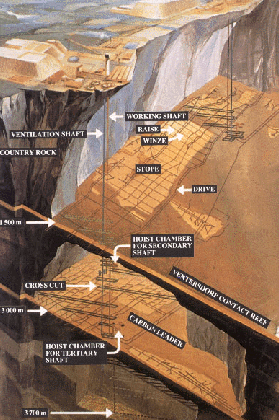 WORKING SHAFT
RAISE
VENTILATION SHAFT
WINZE
COUNTRY ROCK
STOPE
DRIVE
1 500 m
HOIST CHAMBER
FOR SECONDARY
SHAFT
VENTERSDORP CONTACT REEF
CROSS CUT
3 000 m
CARBON LEADER
HOIST CHAMBER
FOR TERTIARY
SHAFT
3 700 m